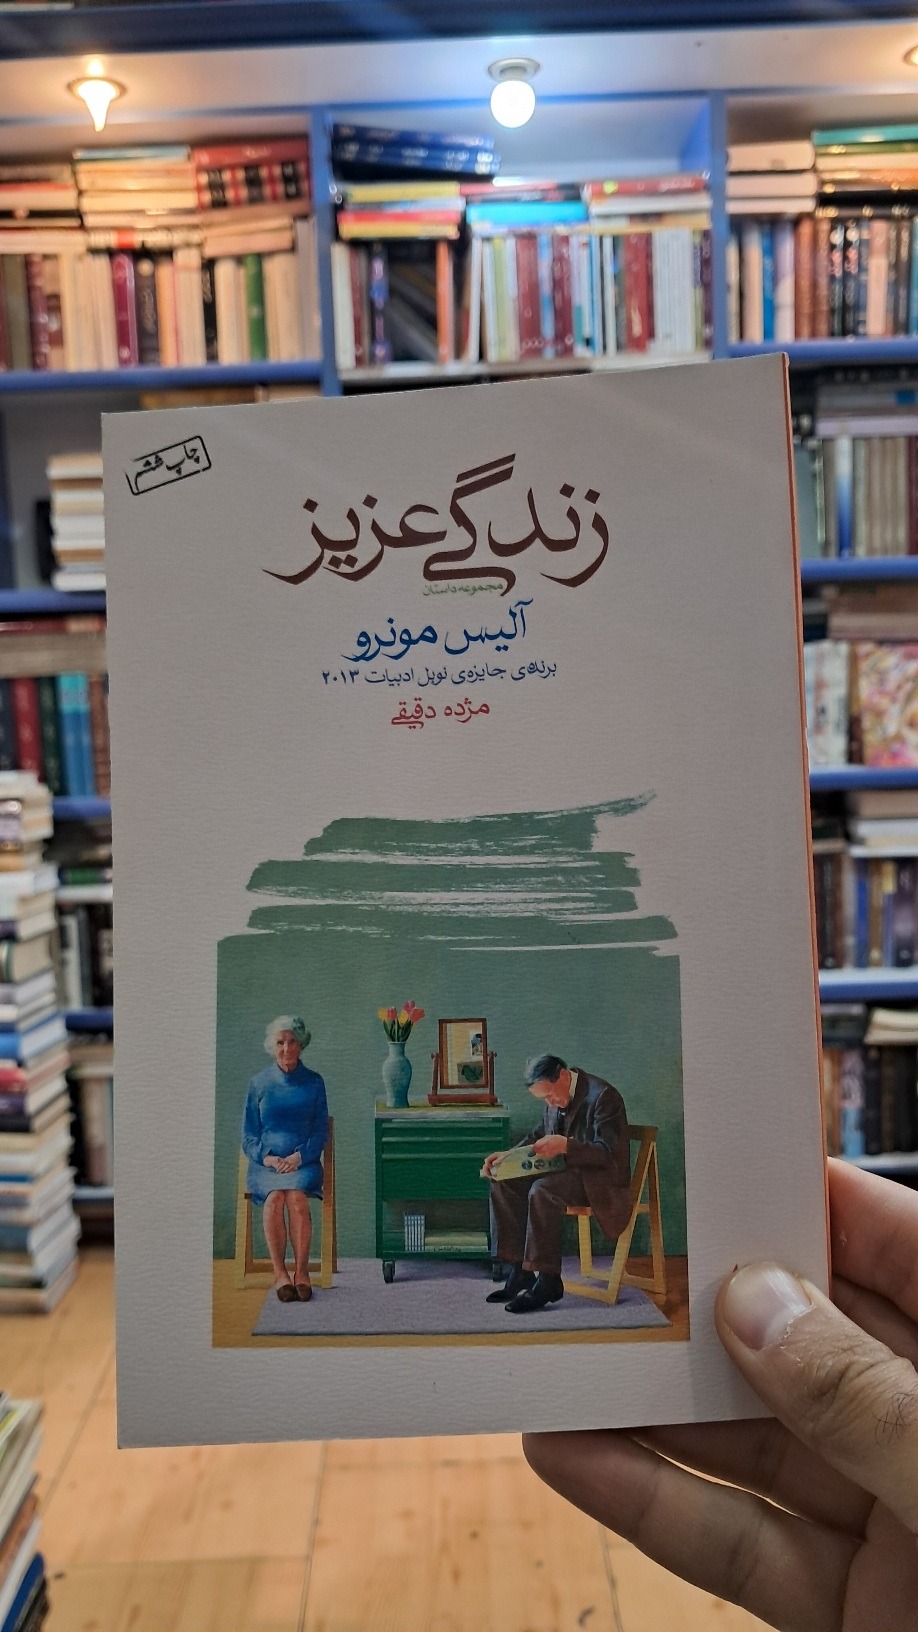 چاپ ششم
زندگی عزیز
مجموعه داستان
آلیس مونرو
برنده‌ی جایزه‌ی نوبل ادبیات ۲۰۱۳
مژده دقیقی